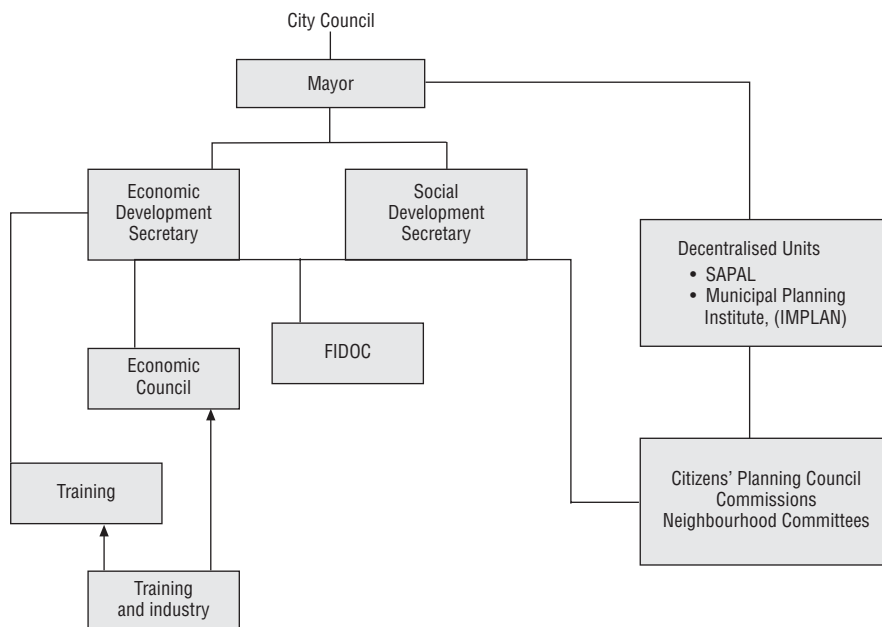 City Council
Mayor
Economic
Development
Secretary
Social
Development
Secretary
Decentralised Units
• SAPAL
• Municipal Planning
Institute, (IMPLAN)
FIDOC
Economic
Council
Training
Citizens’ Planning Council
Commissions
Neighbourhood Committees
Training
and industry